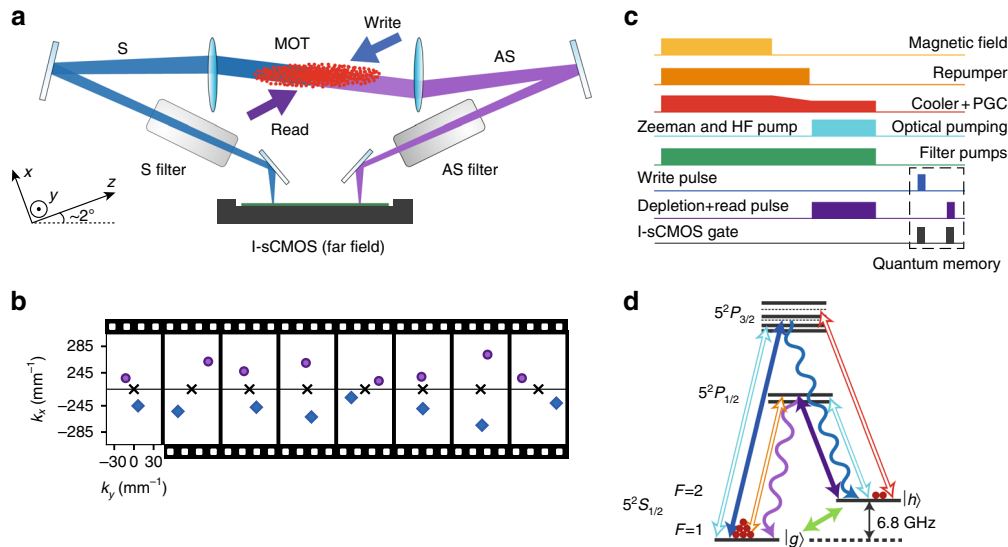 a
S
MOT
Write
AS
Read
S filter
AS filter
x
y
z
~2°
I-sCMOS (far field)
b
285
245
−245
−285
kx (mm−1)
−30 0 30
ky (mm−1)
c
Magnetic field
Repumper
Cooler+PGC
Zeeman and HF pump Optical pumping
Filter pumps
Write pulse
Depletion+read pulse
I-sCMOS gate
Quantum memory
d
5²P3/2
5²P1/2
5²S1/2
F=2
F=1
|h⟩
|g⟩
6.8 GHz